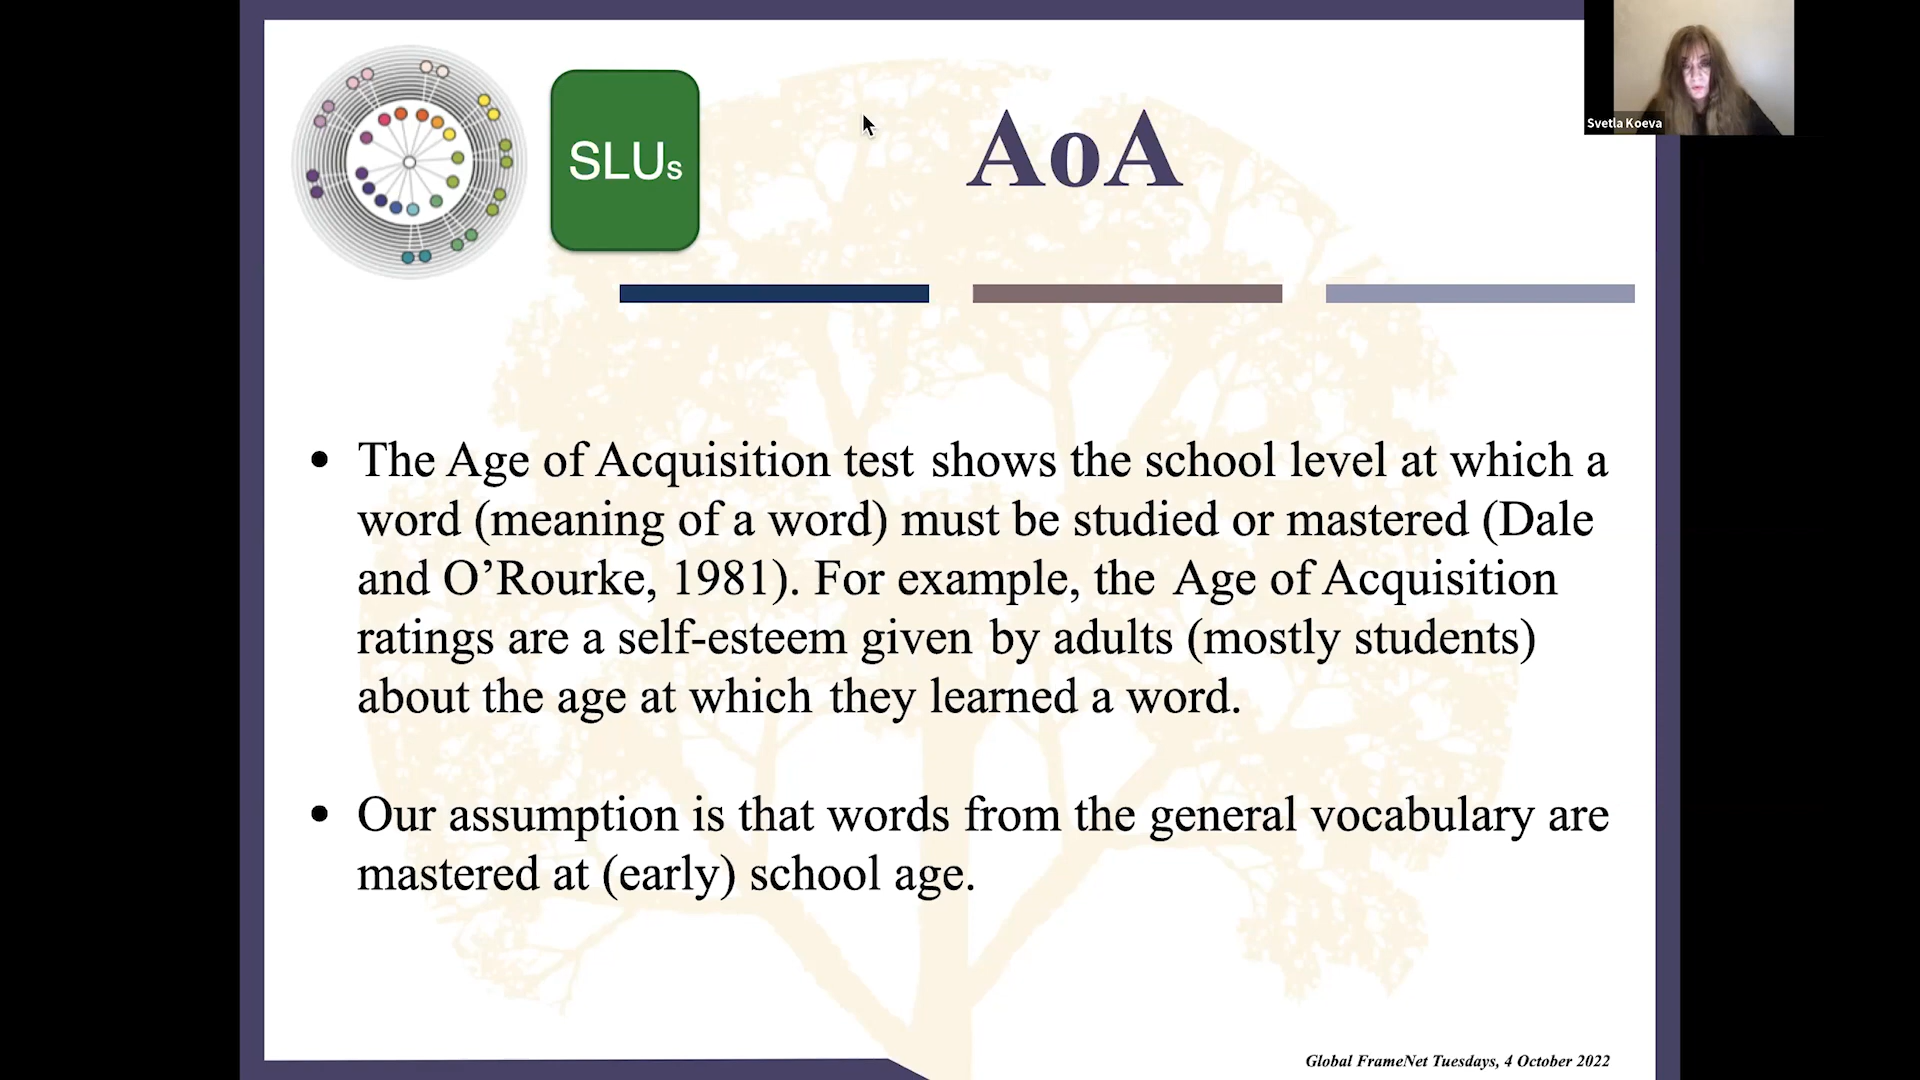 SLUs
AoA
Svetla Koeva
• The Age of Acquisition test shows the school level at which a
word (meaning of a word) must be studied or mastered (Dale
and O’Rourke, 1981). For example, the Age of Acquisition
ratings are a self-esteem given by adults (mostly students)
about the age at which they learned a word.
• Our assumption is that words from the general vocabulary are
mastered at (early) school age.
Global FrameNet Tuesdays, 4 October 2022